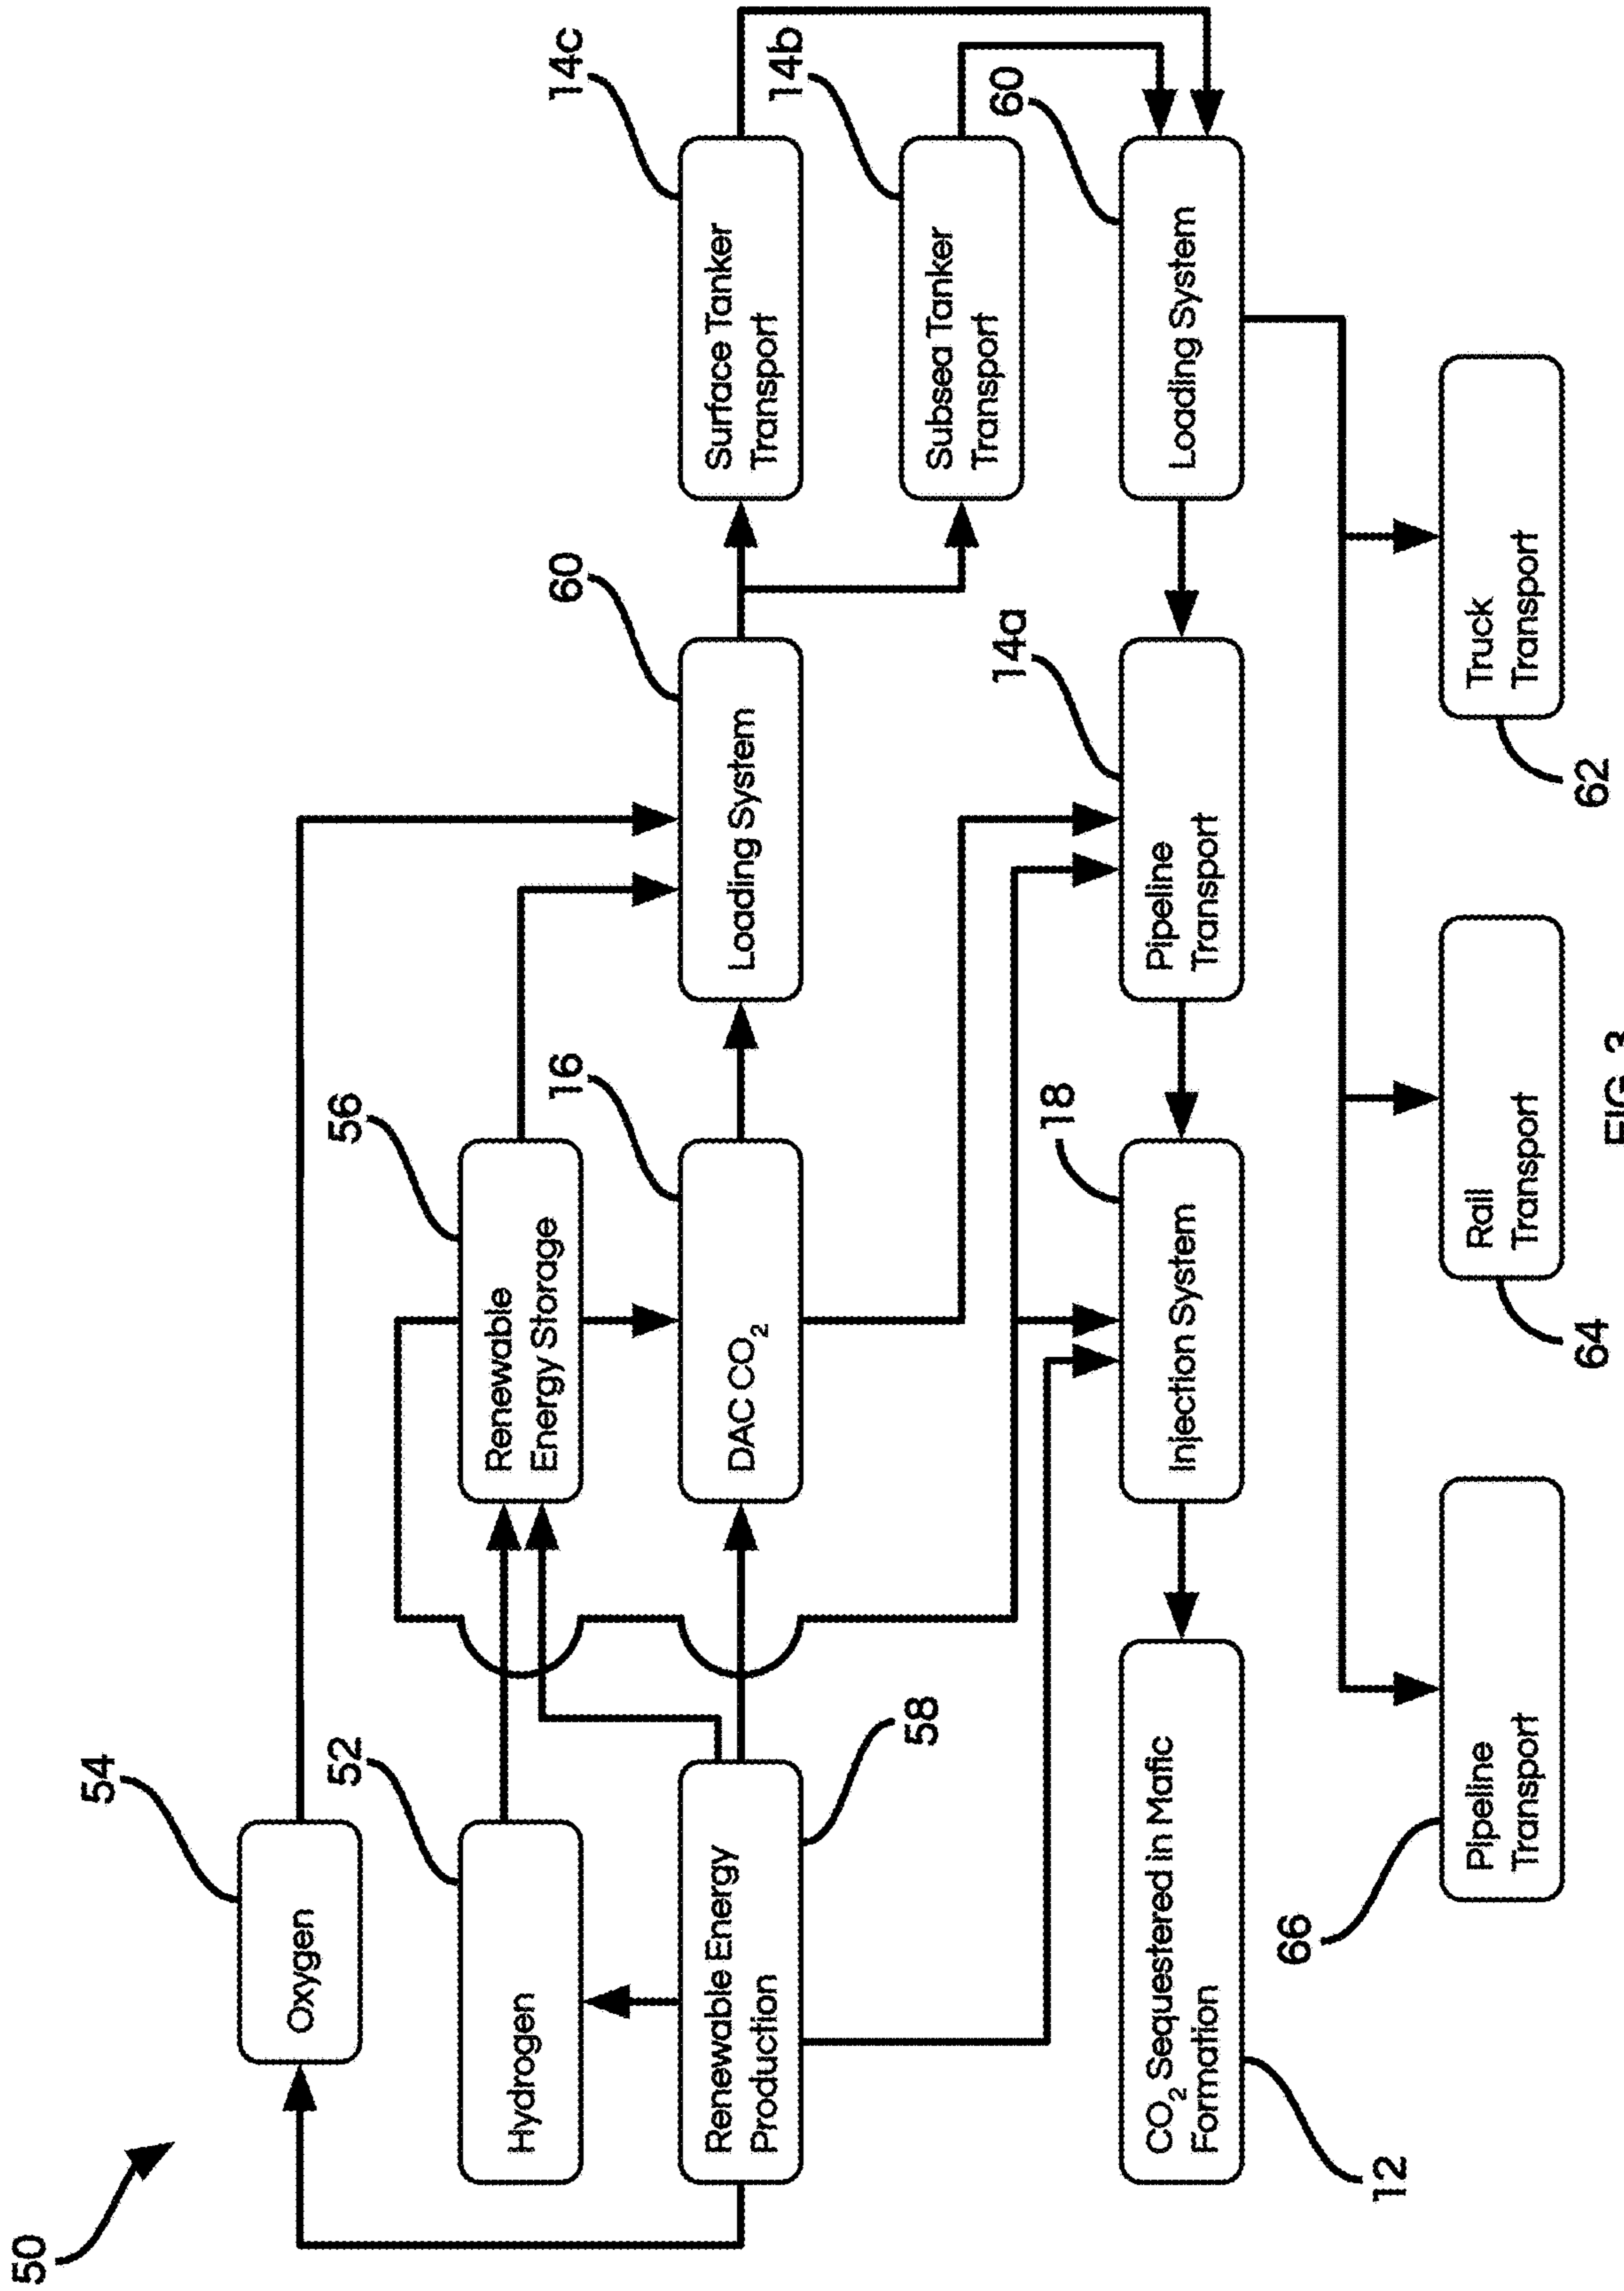 50
54
Oxygen
52
Hydrogen
56
Renewable
Energy Storage
58
Renewable Energy
Production
16
DAC CO₂
60
Loading System
14c
Surface Tanker
Transport
14b
Subsea Tanker
Transport
12
CO₂ Sequestered in Mafic
Formation
18
Injection System
14a
Pipeline
Transport
60
Loading System
66
Pipeline
Transport
64
Rail
Transport
62
Truck
Transport
FIG. 3